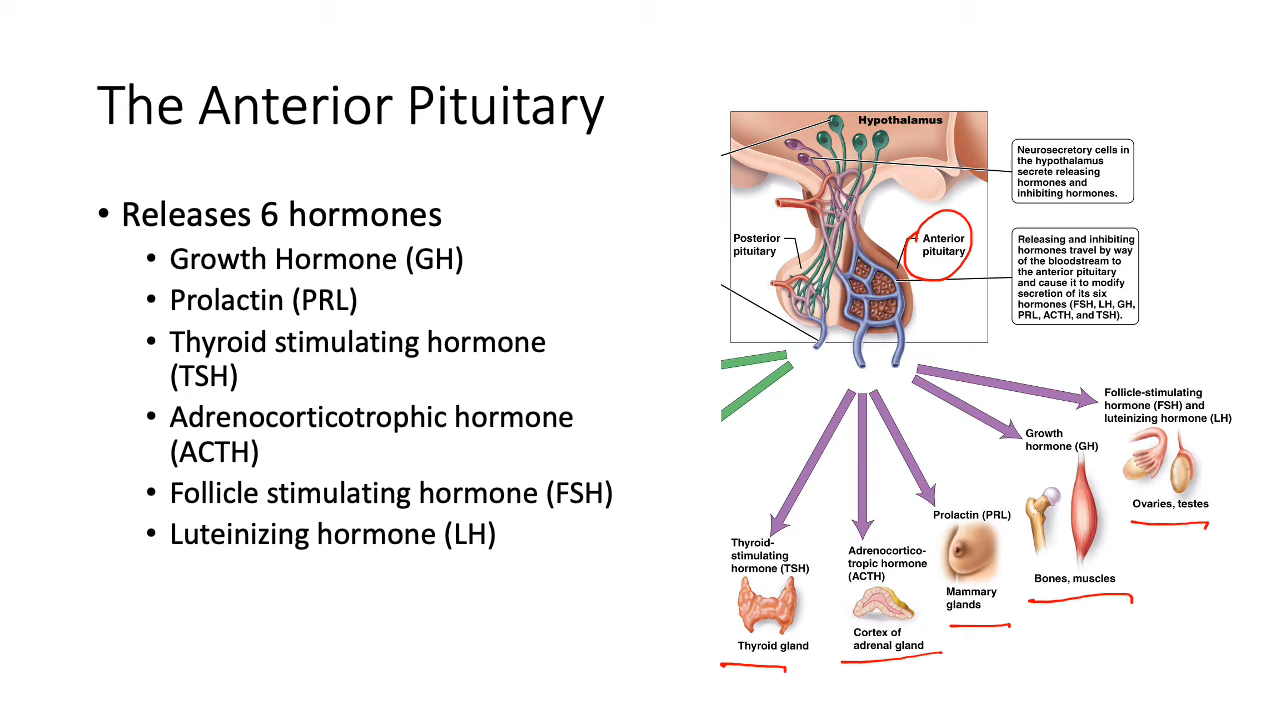 The Anterior Pituitary
• Releases 6 hormones
• Growth Hormone (GH)
• Prolactin (PRL)
• Thyroid stimulating hormone
(TSH)
• Adrenocorticotrophic hormone
(ACTH)
• Follicle stimulating hormone (FSH)
• Luteinizing hormone (LH)
Hypothalamus
Neurosecretory cells in
the hypothalamus
secrete releasing
hormones and
inhibiting hormones.
Posterior
pituitary
Anterior
pituitary
Releasing and inhibiting
hormones travel by way
of the bloodstream to
the anterior pituitary
and cause it to modify
secretion of its six
hormones (FSH, LH, GH,
PRL, ACTH, and TSH).
Thyroid-
stimulating
hormone (TSH)
Thyroid gland
Adrenocortico-
tropic hormone
(ACTH)
Cortex of
adrenal gland
Prolactin (PRL)
Mammary
glands
Growth
hormone (GH)
Bones, muscles
Follicle-stimulating
hormone (FSH) and
luteinizing hormone (LH)
Ovaries, testes